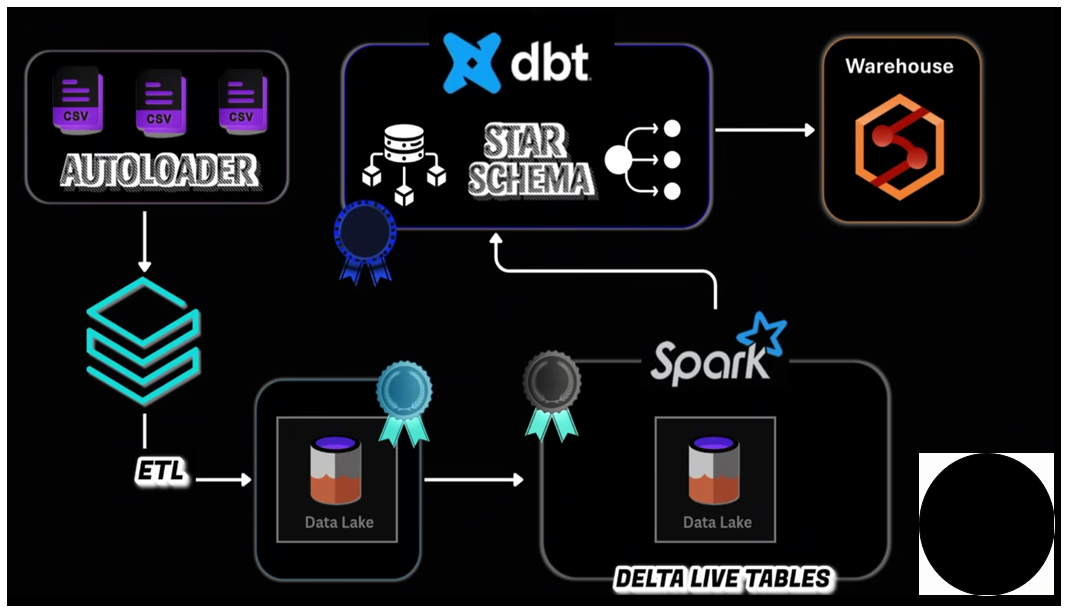 CSV
CSV
CSV
AUTOLOADER
dbt
STAR
SCHEMA
Warehouse
Spark
ETL
Data Lake
Data Lake
DELTA LIVE TABLES